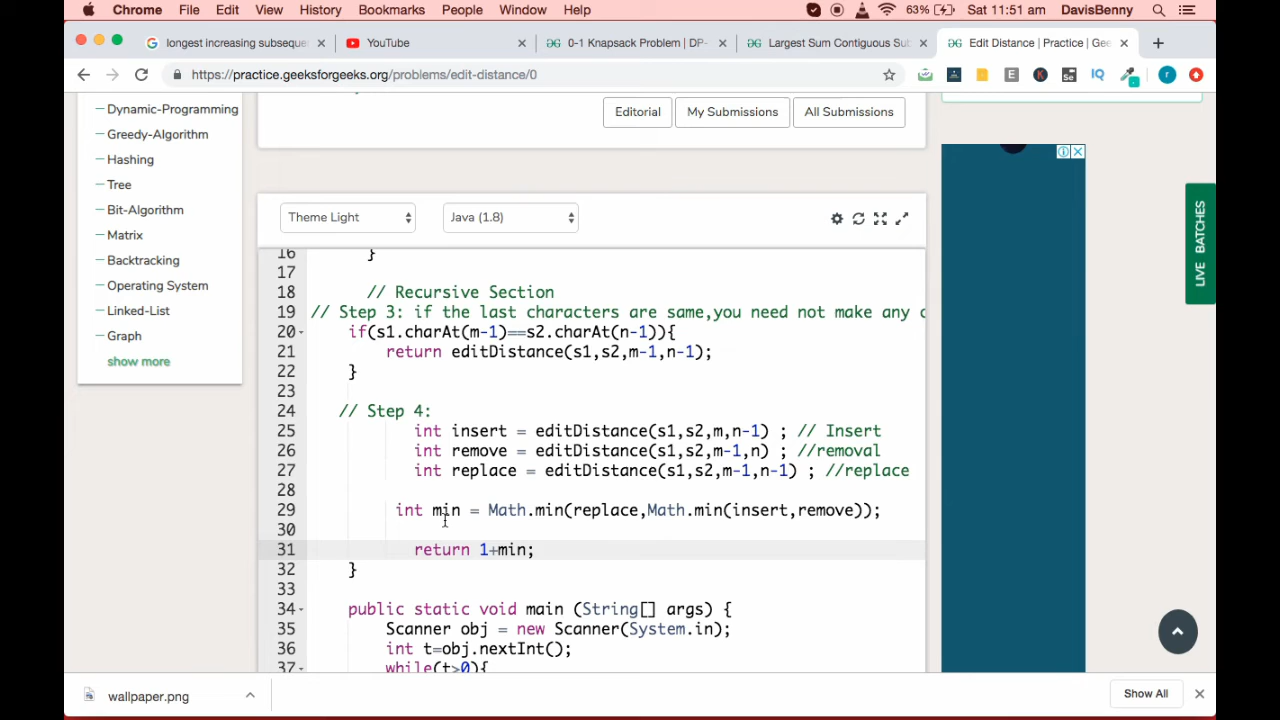 Chrome File Edit View History Bookmarks People Window Help 63% Sat 11:51 am DavisBenny
longest increasing subseque YouTube 0-1 Knapsack Problem | DP- Largest Sum Contiguous Sub Edit Distance | Practice | Gee
https://practice.geeksforgeeks.org/problems/edit-distance/0
Dynamic-Programming
Greedy-Algorithm
Hashing
Tree
Bit-Algorithm
Matrix
Backtracking
Operating System
Linked-List
Graph
show more
Editorial My Submissions All Submissions
Theme Light Java (1.8)
16 }
17
18 // Recursive Section
19 // Step 3: if the last characters are same,you need not make any c
20 if(s1.charAt(m-1)==s2.charAt(n-1)){
21 return editDistance(s1,s2,m-1,n-1);
22 }
23
24 // Step 4:
25 int insert = editDistance(s1,s2,m,n-1) ; // Insert
26 int remove = editDistance(s1,s2,m-1,n) ; //removal
27 int replace = editDistance(s1,s2,m-1,n-1) ; //replace
28
29 int min = Math.min(replace,Math.min(insert,remove));
30
31 return 1+min;
32 }
33
34 public static void main (String[] args) {
35 Scanner obj = new Scanner(System.in);
36 int t=obj.nextInt();
37 while(t>0){
LIVE BATCHES
wallpaper.png Show All